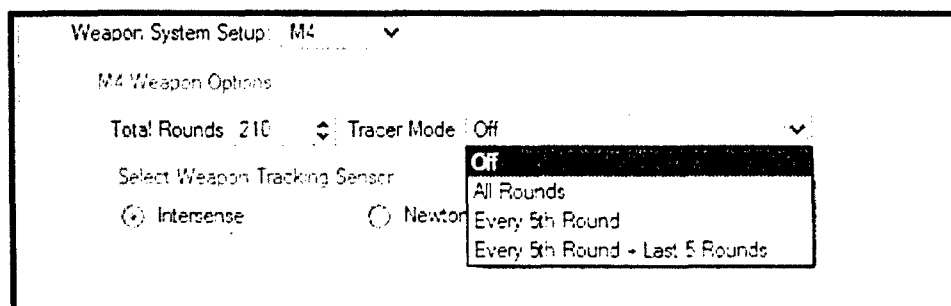 Weapon System Setup: M4
M4 Weapon Options
Total Rounds 210 Tracer Mode Off
Off
All Rounds
Every 5th Round
Every 5th Round + Last 5 Rounds
Select Weapon Tracking Sensor
Intersense Newton